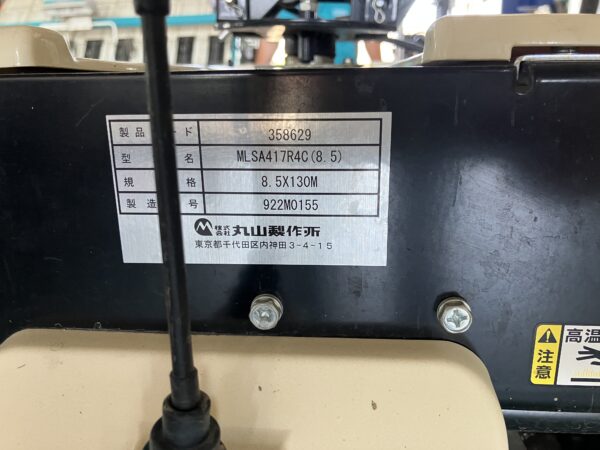 製品 ード 358629
型 名 MLSA417R4C(8.5)
規 格 8.5X130M
製造 号 922M0155
株式会社 丸山製作所
東京都千代田区内神田3-4-15
高温
注意